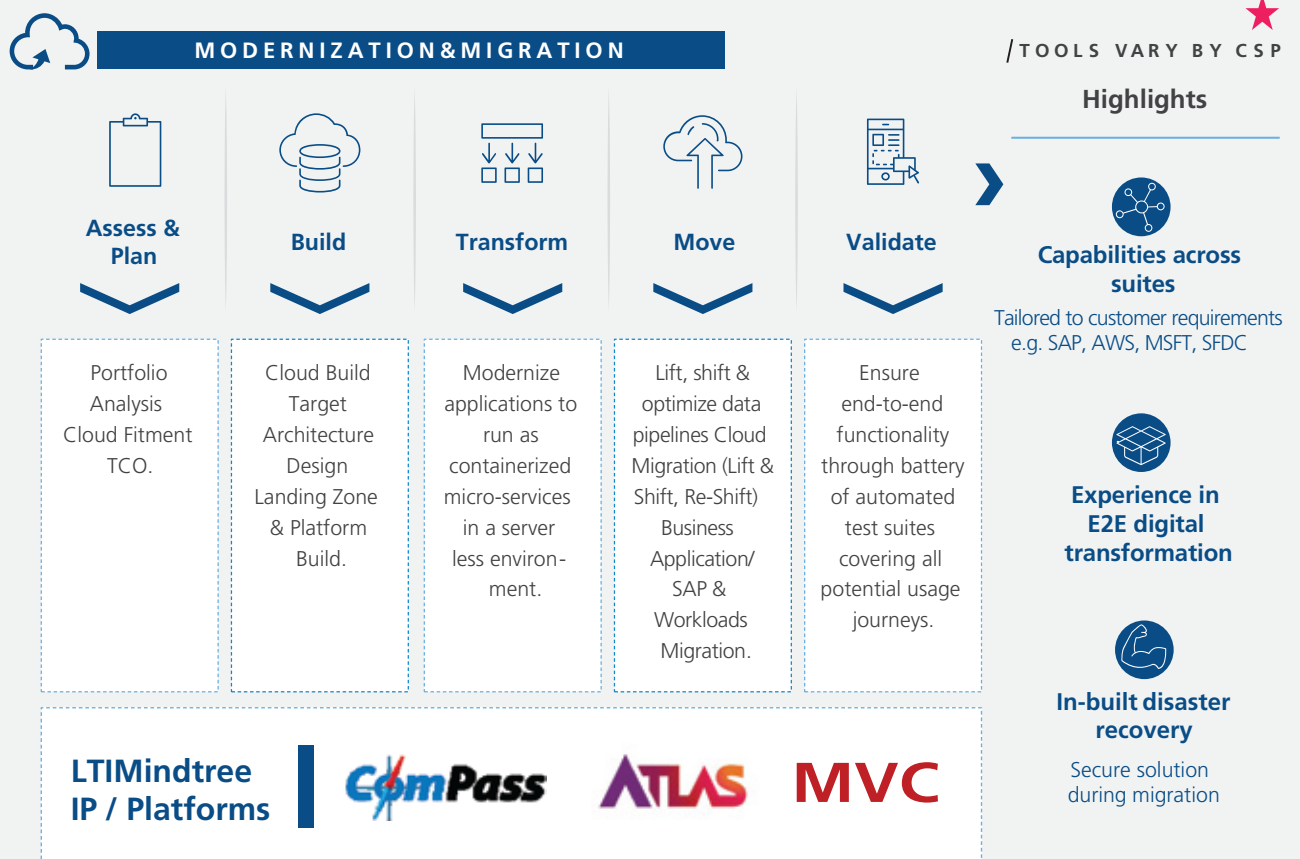 MODERNIZATION&MIGRATION
/TOOLS VARY BY CSP
Assess &
Plan
Build
Transform
Move
Validate
Portfolio
Analysis
Cloud Fitment
TCO.
Cloud Build
Target
Architecture
Design
Landing Zone
& Platform
Build.
Modernize
applications to
run as
containerized
micro-services
in a server
less environ-
ment.
Lift, shift &
optimize data
pipelines Cloud
Migration (Lift &
Shift, Re-Shift)
Business
Application/
SAP &
Workloads
Migration.
Ensure
end-to-end
functionality
through battery
of automated
test suites
covering all
potential usage
journeys.
LTIMindtree
IP / Platforms
ComPass
ATLAS
MVC
Highlights
Capabilities across
suites
Tailored to customer requirements
e.g. SAP, AWS, MSFT, SFDC
Experience in
E2E digital
transformation
In-built disaster
recovery
Secure solution
during migration